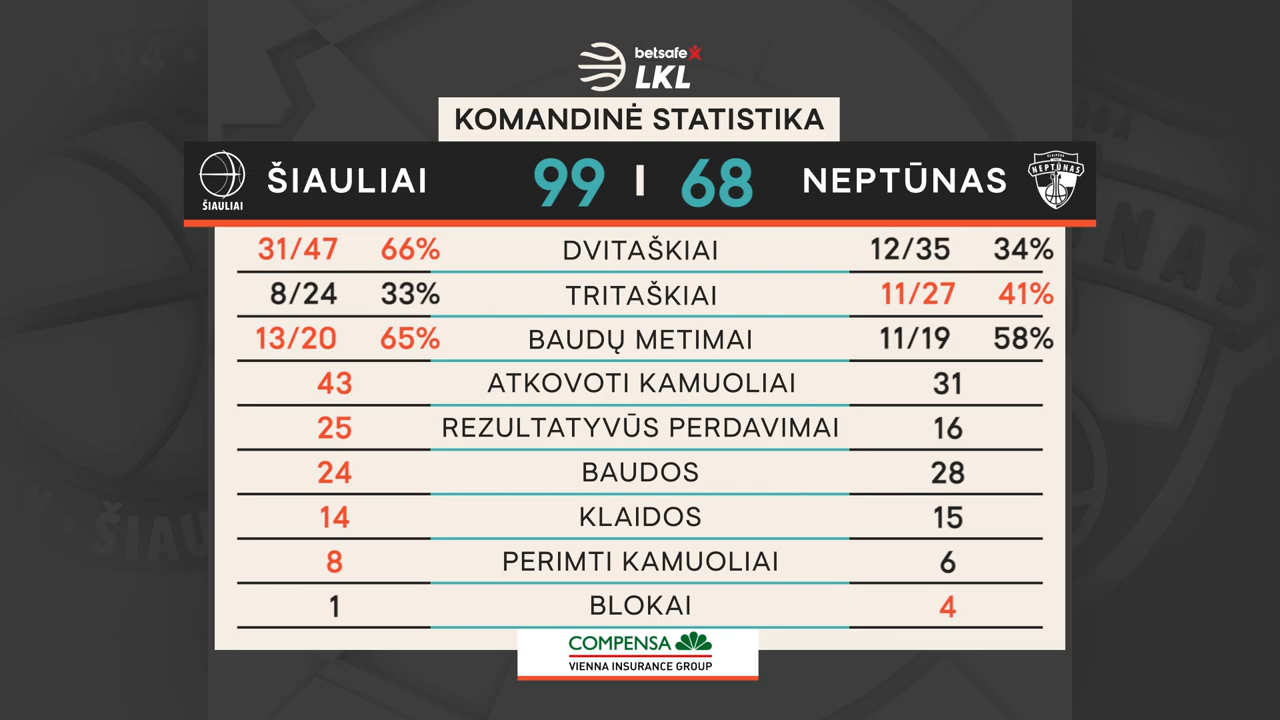 betsafe
LKL
KOMANDINĖ STATISTIKA
ŠIAULIAI ŠIAULIAI 99 | 68 NEPTŪNAS NEPTŪNAS
31/47 66% DVITAŠKIAI 12/35 34%
8/24 33% TRITAŠKIAI 11/27 41%
13/20 65% BAUDŲ METIMAI 11/19 58%
43 ATKOVOTI KAMUOLIAI 31
25 REZULTATYVŪS PERDAVIMAI 16
24 BAUDOS 28
14 KLAIDOS 15
8 PERIMTI KAMUOLIAI 6
1 BLOKAI 4
COMPENSA
VIENNA INSURANCE GROUP